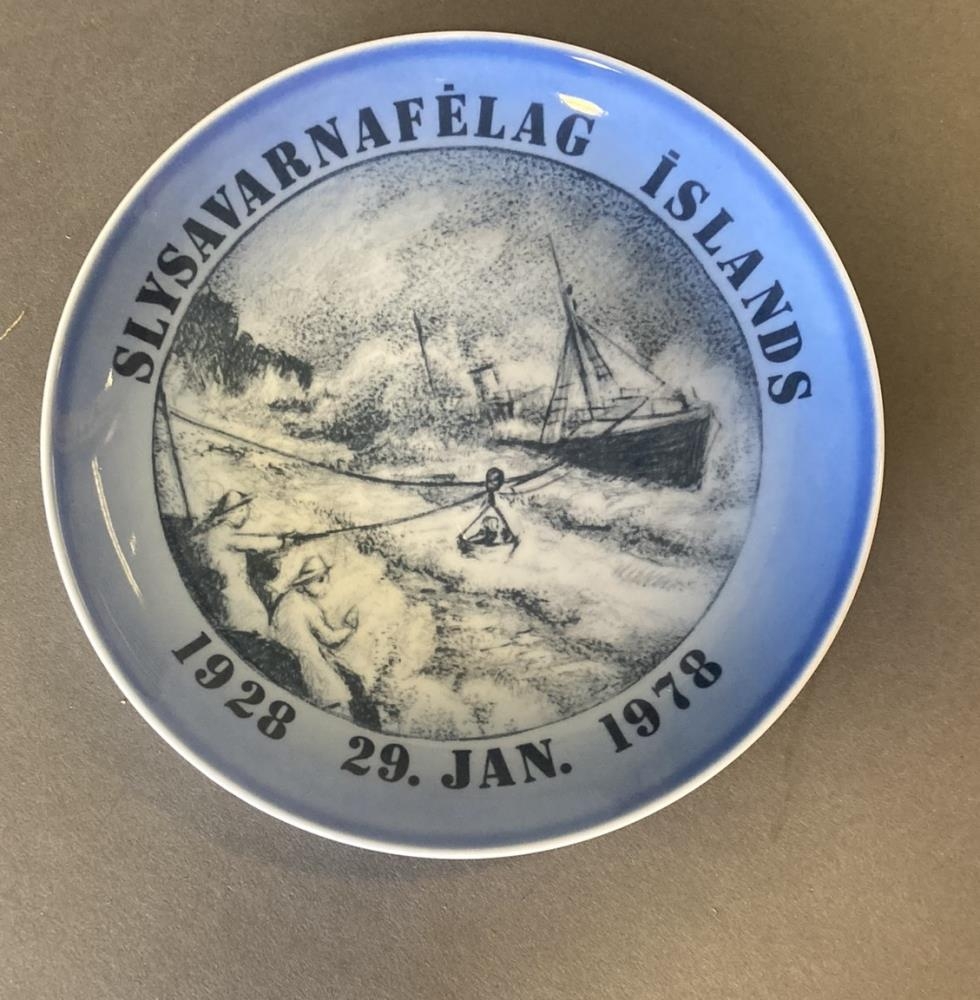 SLYSAVARNAFÉLAG ÍSLANDS
1928 29. JAN. 1978